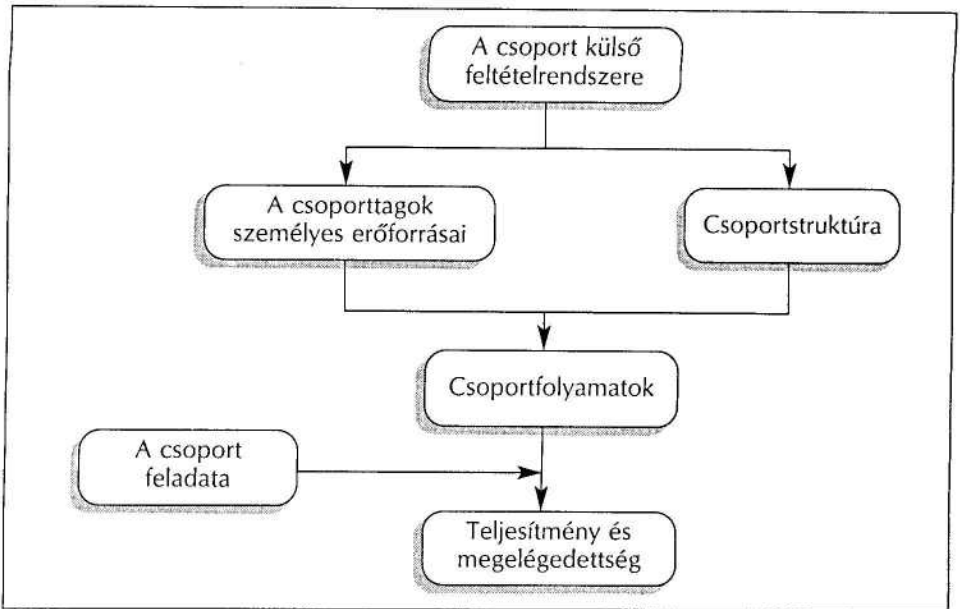 A csoport külső
feltételrendszere
A csoporttagok
személyes erőforrásai
Csoportstruktúra
Csoportfolyamatok
A csoport
feladata
Teljesítmény és
megelégedettség